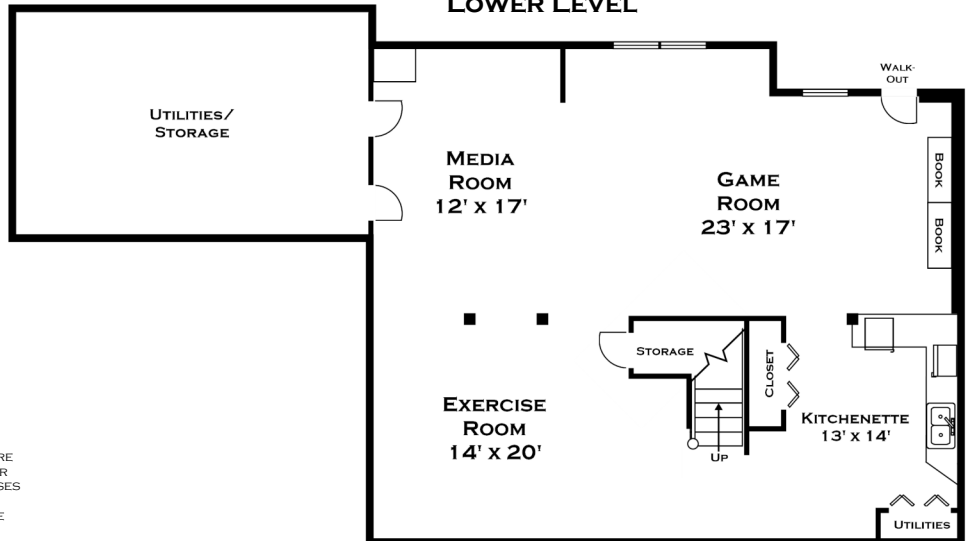 LOWER LEVEL
WALK-
OUT
UTILITIES/
STORAGE
MEDIA
ROOM
12' X 17'
GAME
ROOM
23' X 17'
BOOK
BOOK
STORAGE
CLOSET
EXERCISE
ROOM
14' X 20'
KITCHENETTE
13' X 14'
UP
UTILITIES